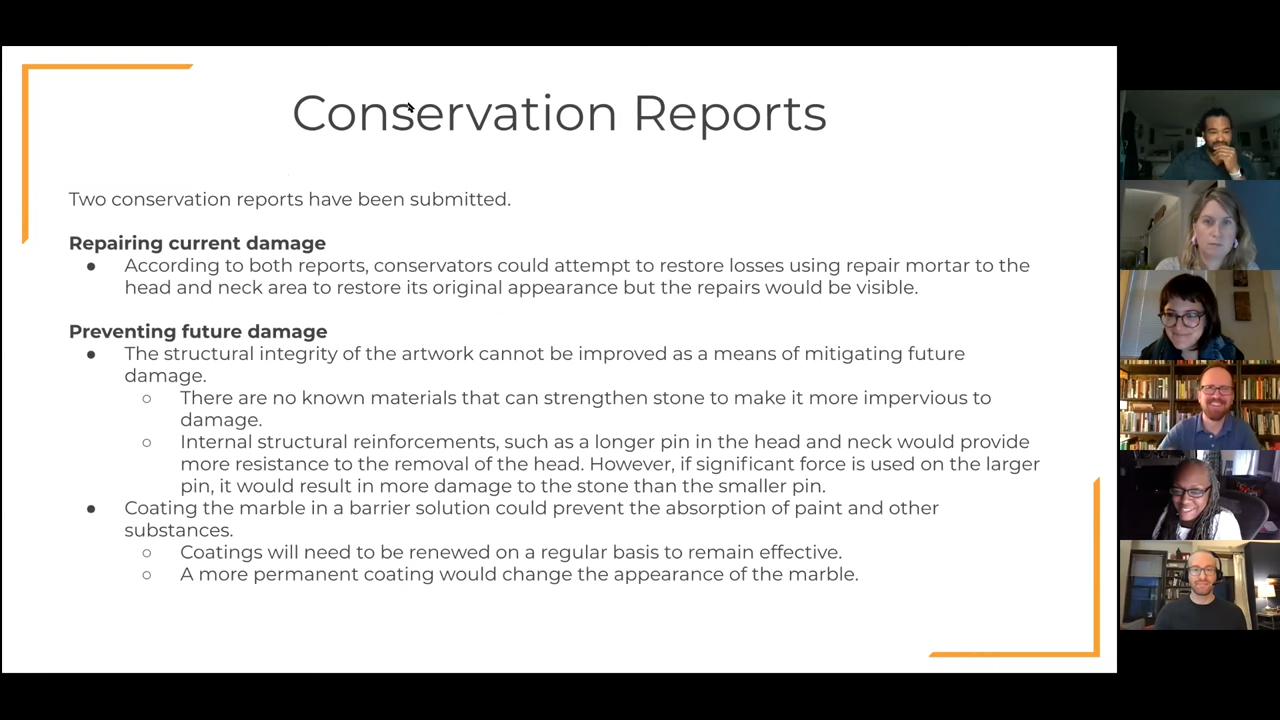 Conservation Reports
Two conservation reports have been submitted.
Repairing current damage
● According to both reports, conservators could attempt to restore losses using repair mortar to the
head and neck area to restore its original appearance but the repairs would be visible.
Preventing future damage
● The structural integrity of the artwork cannot be improved as a means of mitigating future
damage.
○ There are no known materials that can strengthen stone to make it more impervious to
damage.
○ Internal structural reinforcements, such as a longer pin in the head and neck would provide
more resistance to the removal of the head. However, if significant force is used on the larger
pin, it would result in more damage to the stone than the smaller pin.
● Coating the marble in a barrier solution could prevent the absorption of paint and other
substances.
○ Coatings will need to be renewed on a regular basis to remain effective.
○ A more permanent coating would change the appearance of the marble.